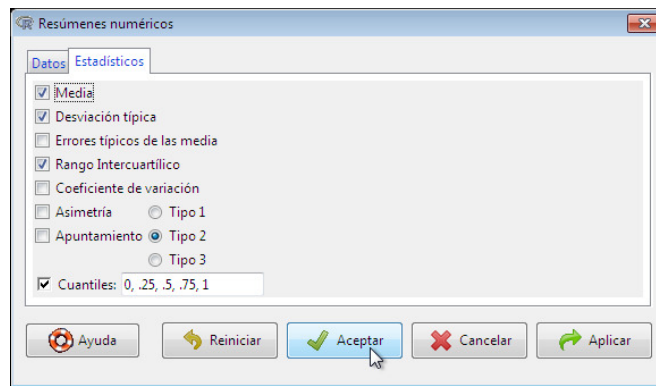 Resúmenes numéricos
Datos Estadísticos
Media
Desviación típica
Errores típicos de las media
Rango Intercuartílico
Coeficiente de variación
Asimetría Tipo 1
Apuntamiento Tipo 2
Tipo 3
Cuantiles: 0, .25, .5, .75, 1
Ayuda Reiniciar Aceptar Cancelar Aplicar